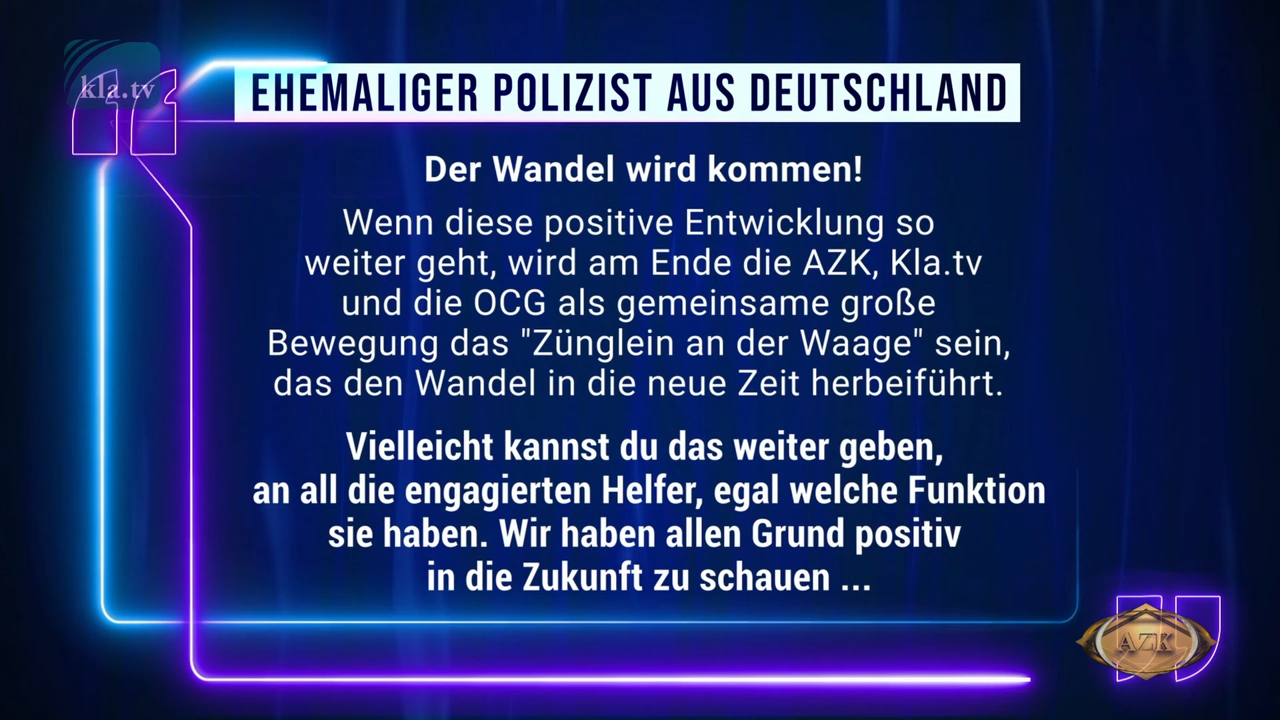 kla.tv
EHEMALIGER POLIZIST AUS DEUTSCHLAND
Der Wandel wird kommen!
Wenn diese positive Entwicklung so
weiter geht, wird am Ende die AZK, Kla.tv
und die OCG als gemeinsame große
Bewegung das "Zünglein an der Waage" sein,
das den Wandel in die neue Zeit herbeiführt.
Vielleicht kannst du das weiter geben,
an all die engagierten Helfer, egal welche Funktion
sie haben. Wir haben allen Grund positiv
in die Zukunft zu schauen ...
AZK